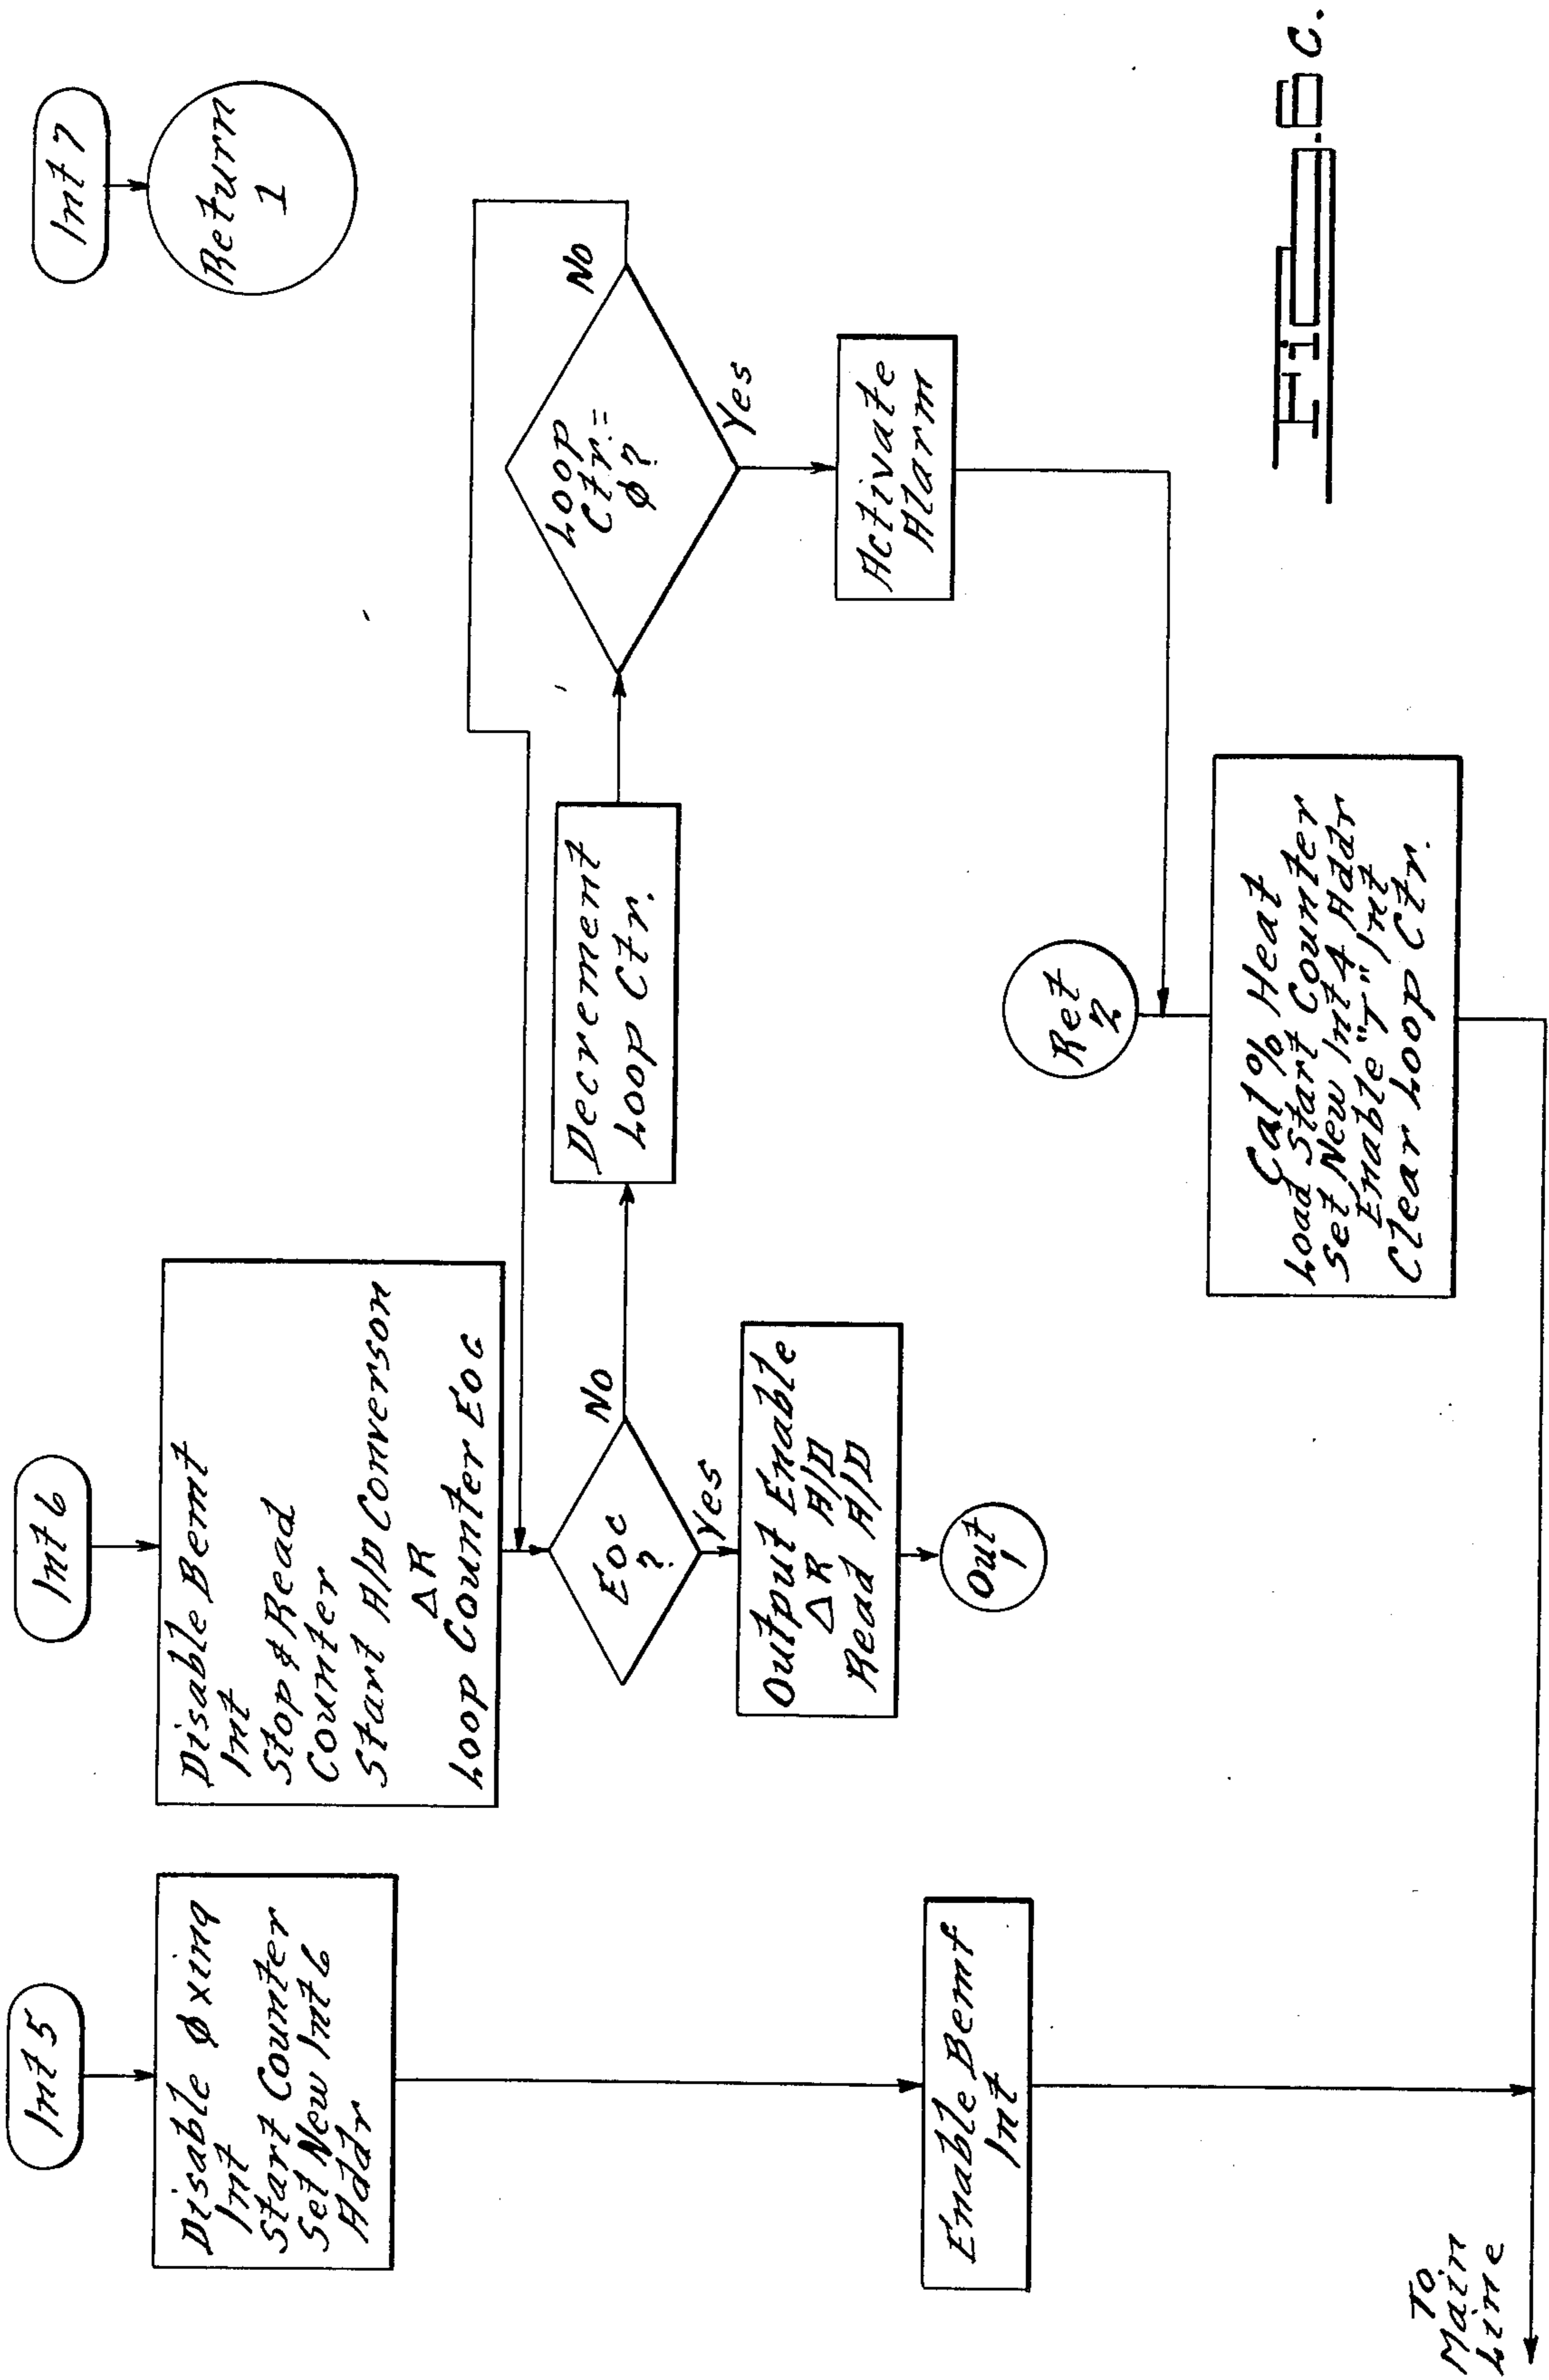 Int 5
Disable ϕ xing
Int
Start Counter
Set New Int 6
Addr
Enable Bemf
Int
To
Main
Line
Int 6
Disable Bemf
Int
Stop & Read
Counter
Start A/D Converson
ΔR
Loop Counter Eoc
Eoc
?
No
Yes
Output Enable
ΔR A/D
Read A/D
Out
1
Decrement
Loop Ctr.
Loop
Ctr.=
ϕ?
No
Yes
Activate
Alarm
Ret
2
Cal % Heat
Load Start Counter
Set New Int 4 Addr
Enable "T" Int
Clear Loop Ctr.
Int 7
Return
1
Fig. 6C.